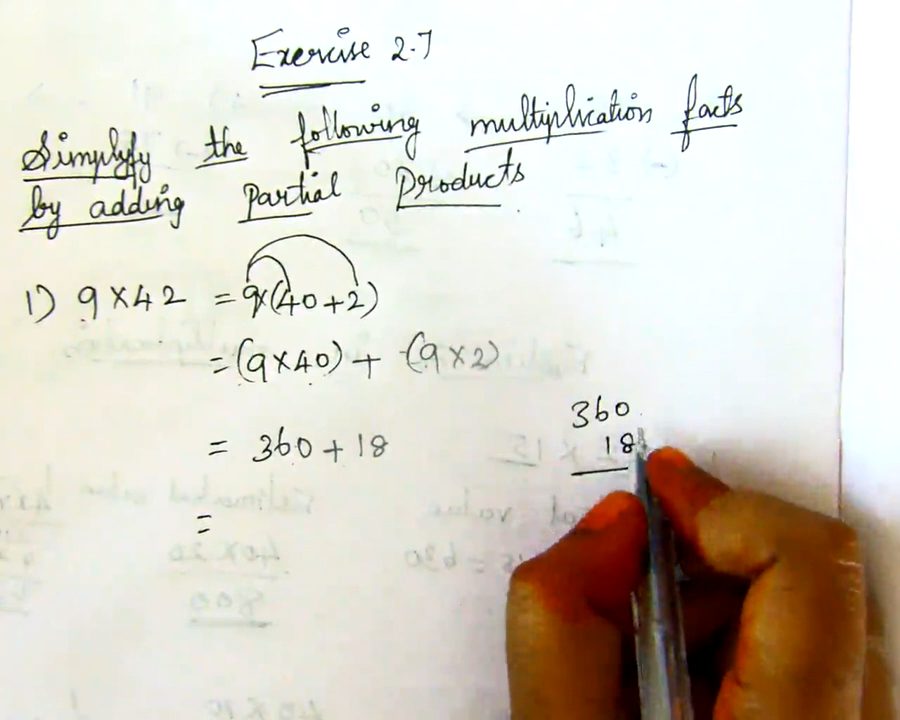 Exercise 2.7
Simplyfy the following multiplication facts
by adding Partial Products
1) 9 × 42 = 9×(40+2)
= (9×40) + (9×2)
= 360 + 18
360
18
=